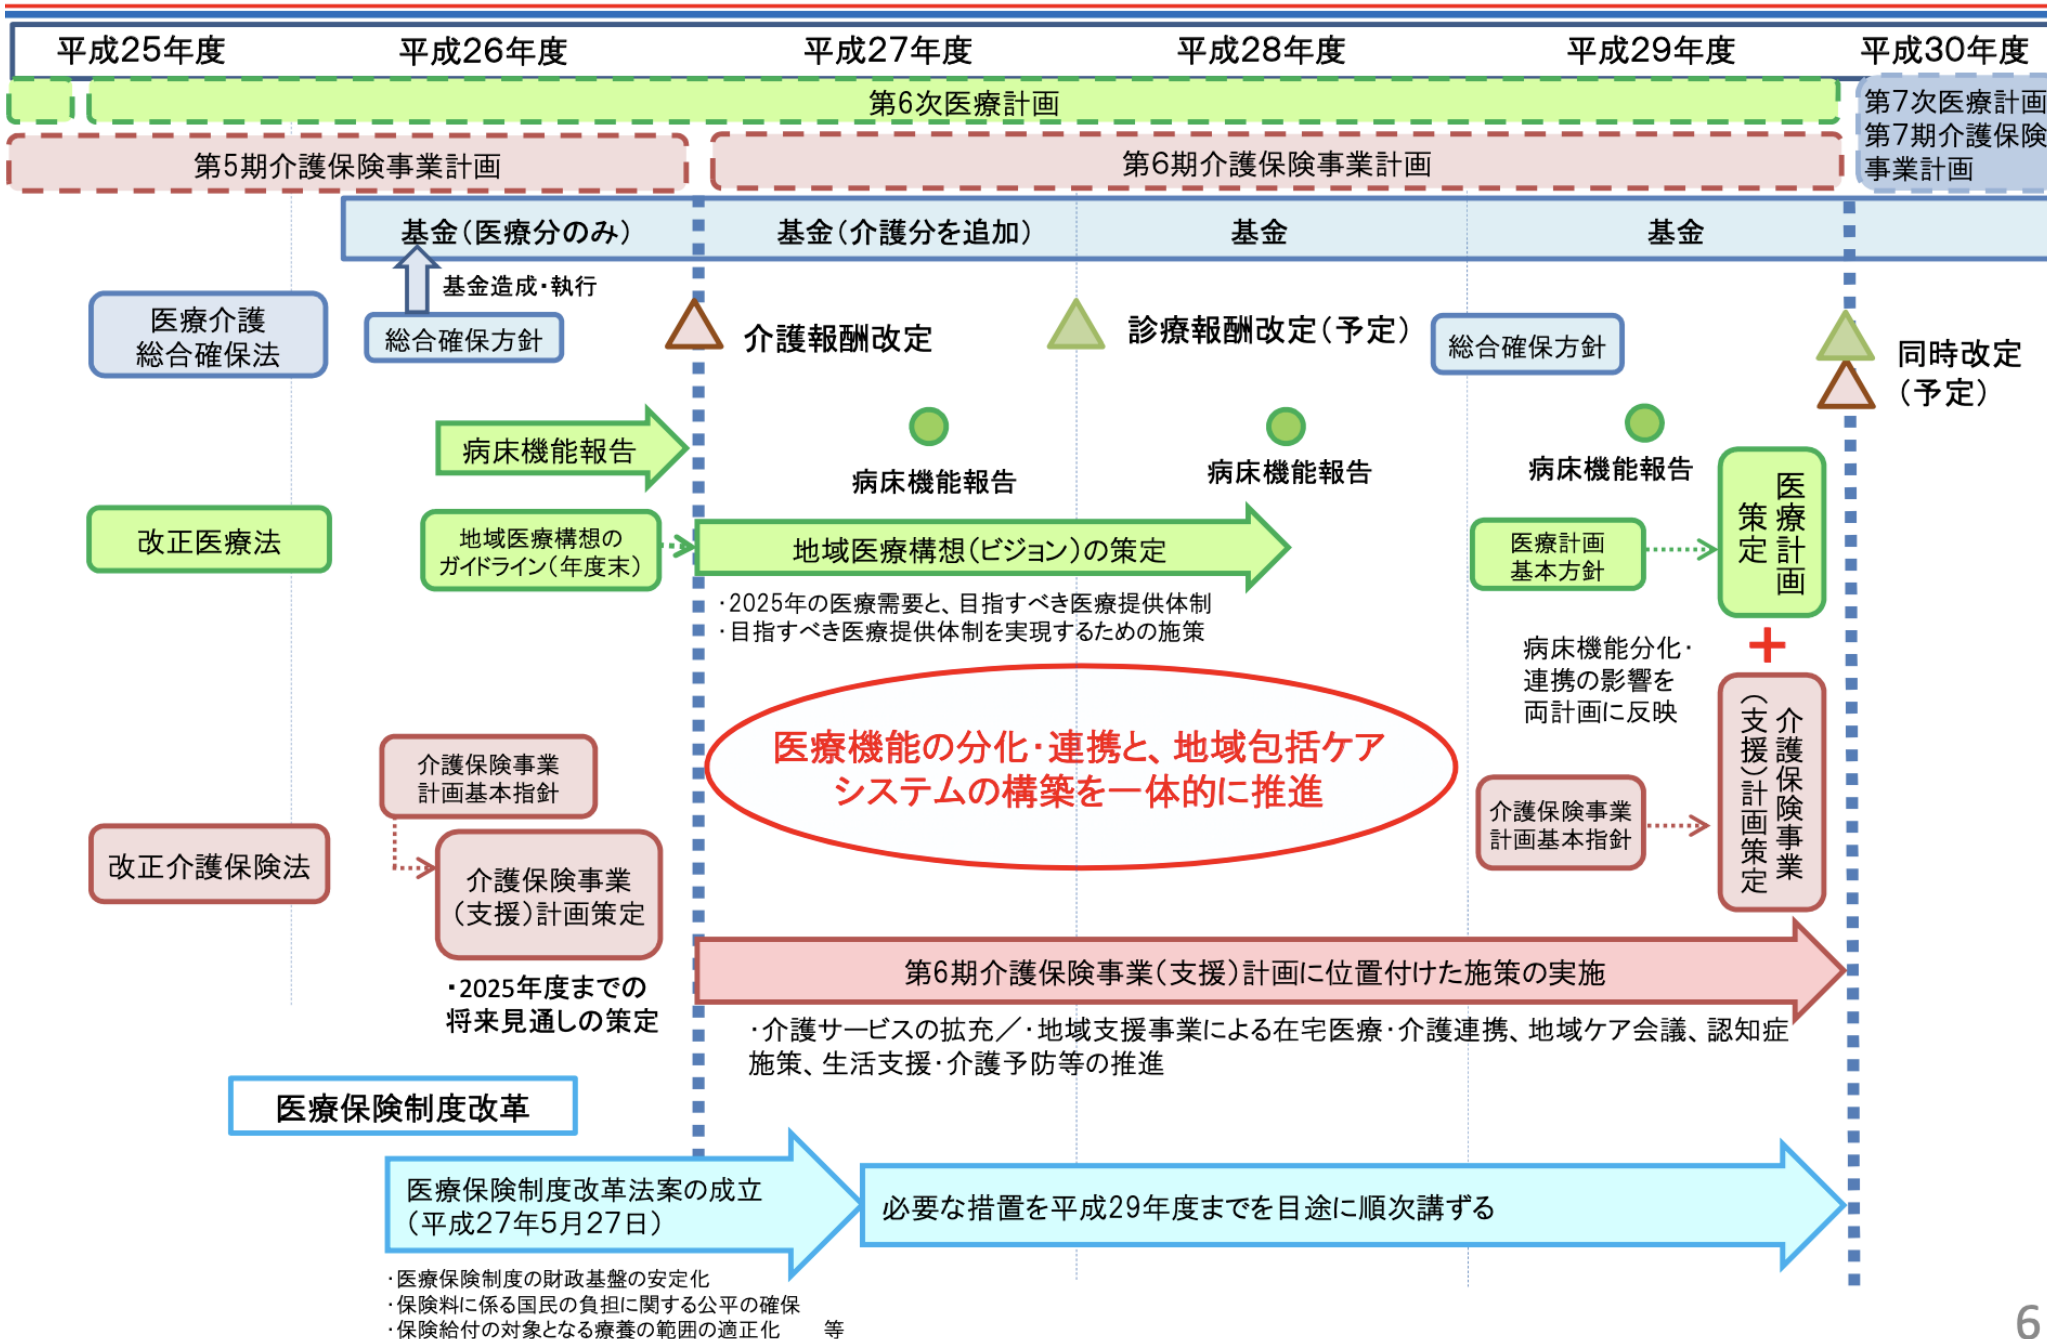 平成25年度
平成26年度
平成27年度
平成28年度
平成29年度
平成30年度
第6次医療計画
第7次医療計画
第7期介護保険
事業計画
第5期介護保険事業計画
第6期介護保険事業計画
基金(医療分のみ)
基金(介護分を追加)
基金
基金
基金造成・執行
医療介護
総合確保法
総合確保方針
介護報酬改定
診療報酬改定(予定)
総合確保方針
同時改定
(予定)
病床機能報告
病床機能報告
病床機能報告
病床機能報告
改正医療法
地域医療構想の
ガイドライン(年度末)
地域医療構想(ビジョン)の策定
医療計画
基本方針
医療計画
策定
・2025年の医療需要と、目指すべき医療提供体制
・目指すべき医療提供体制を実現するための施策
病床機能分化・
連携の影響を
両計画に反映
+
医療機能の分化・連携と、地域包括ケア
システムの構築を一体的に推進
介護保険事業
計画基本指針
介護保険事業
計画基本指針
介護保険事業
(支援)計画策定
改正介護保険法
介護保険事業
(支援)計画策定
・2025年度までの
将来見通しの策定
第6期介護保険事業(支援)計画に位置付けた施策の実施
・介護サービスの拡充/・地域支援事業による在宅医療・介護連携、地域ケア会議、認知症
施策、生活支援・介護予防等の推進
医療保険制度改革
医療保険制度改革法案の成立
(平成27年5月27日)
必要な措置を平成29年度までを目途に順次講ずる
・医療保険制度の財政基盤の安定化
・保険料に係る国民の負担に関する公平の確保
・保険給付の対象となる療養の範囲の適正化 等
6